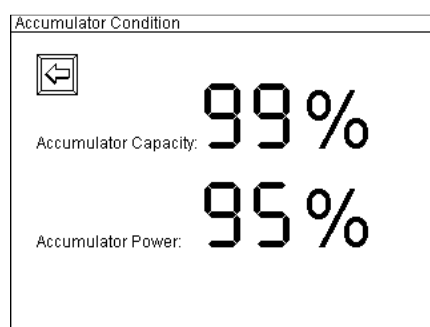 Accumulator Condition
Accumulator Capacity: 99%
Accumulator Power: 95%